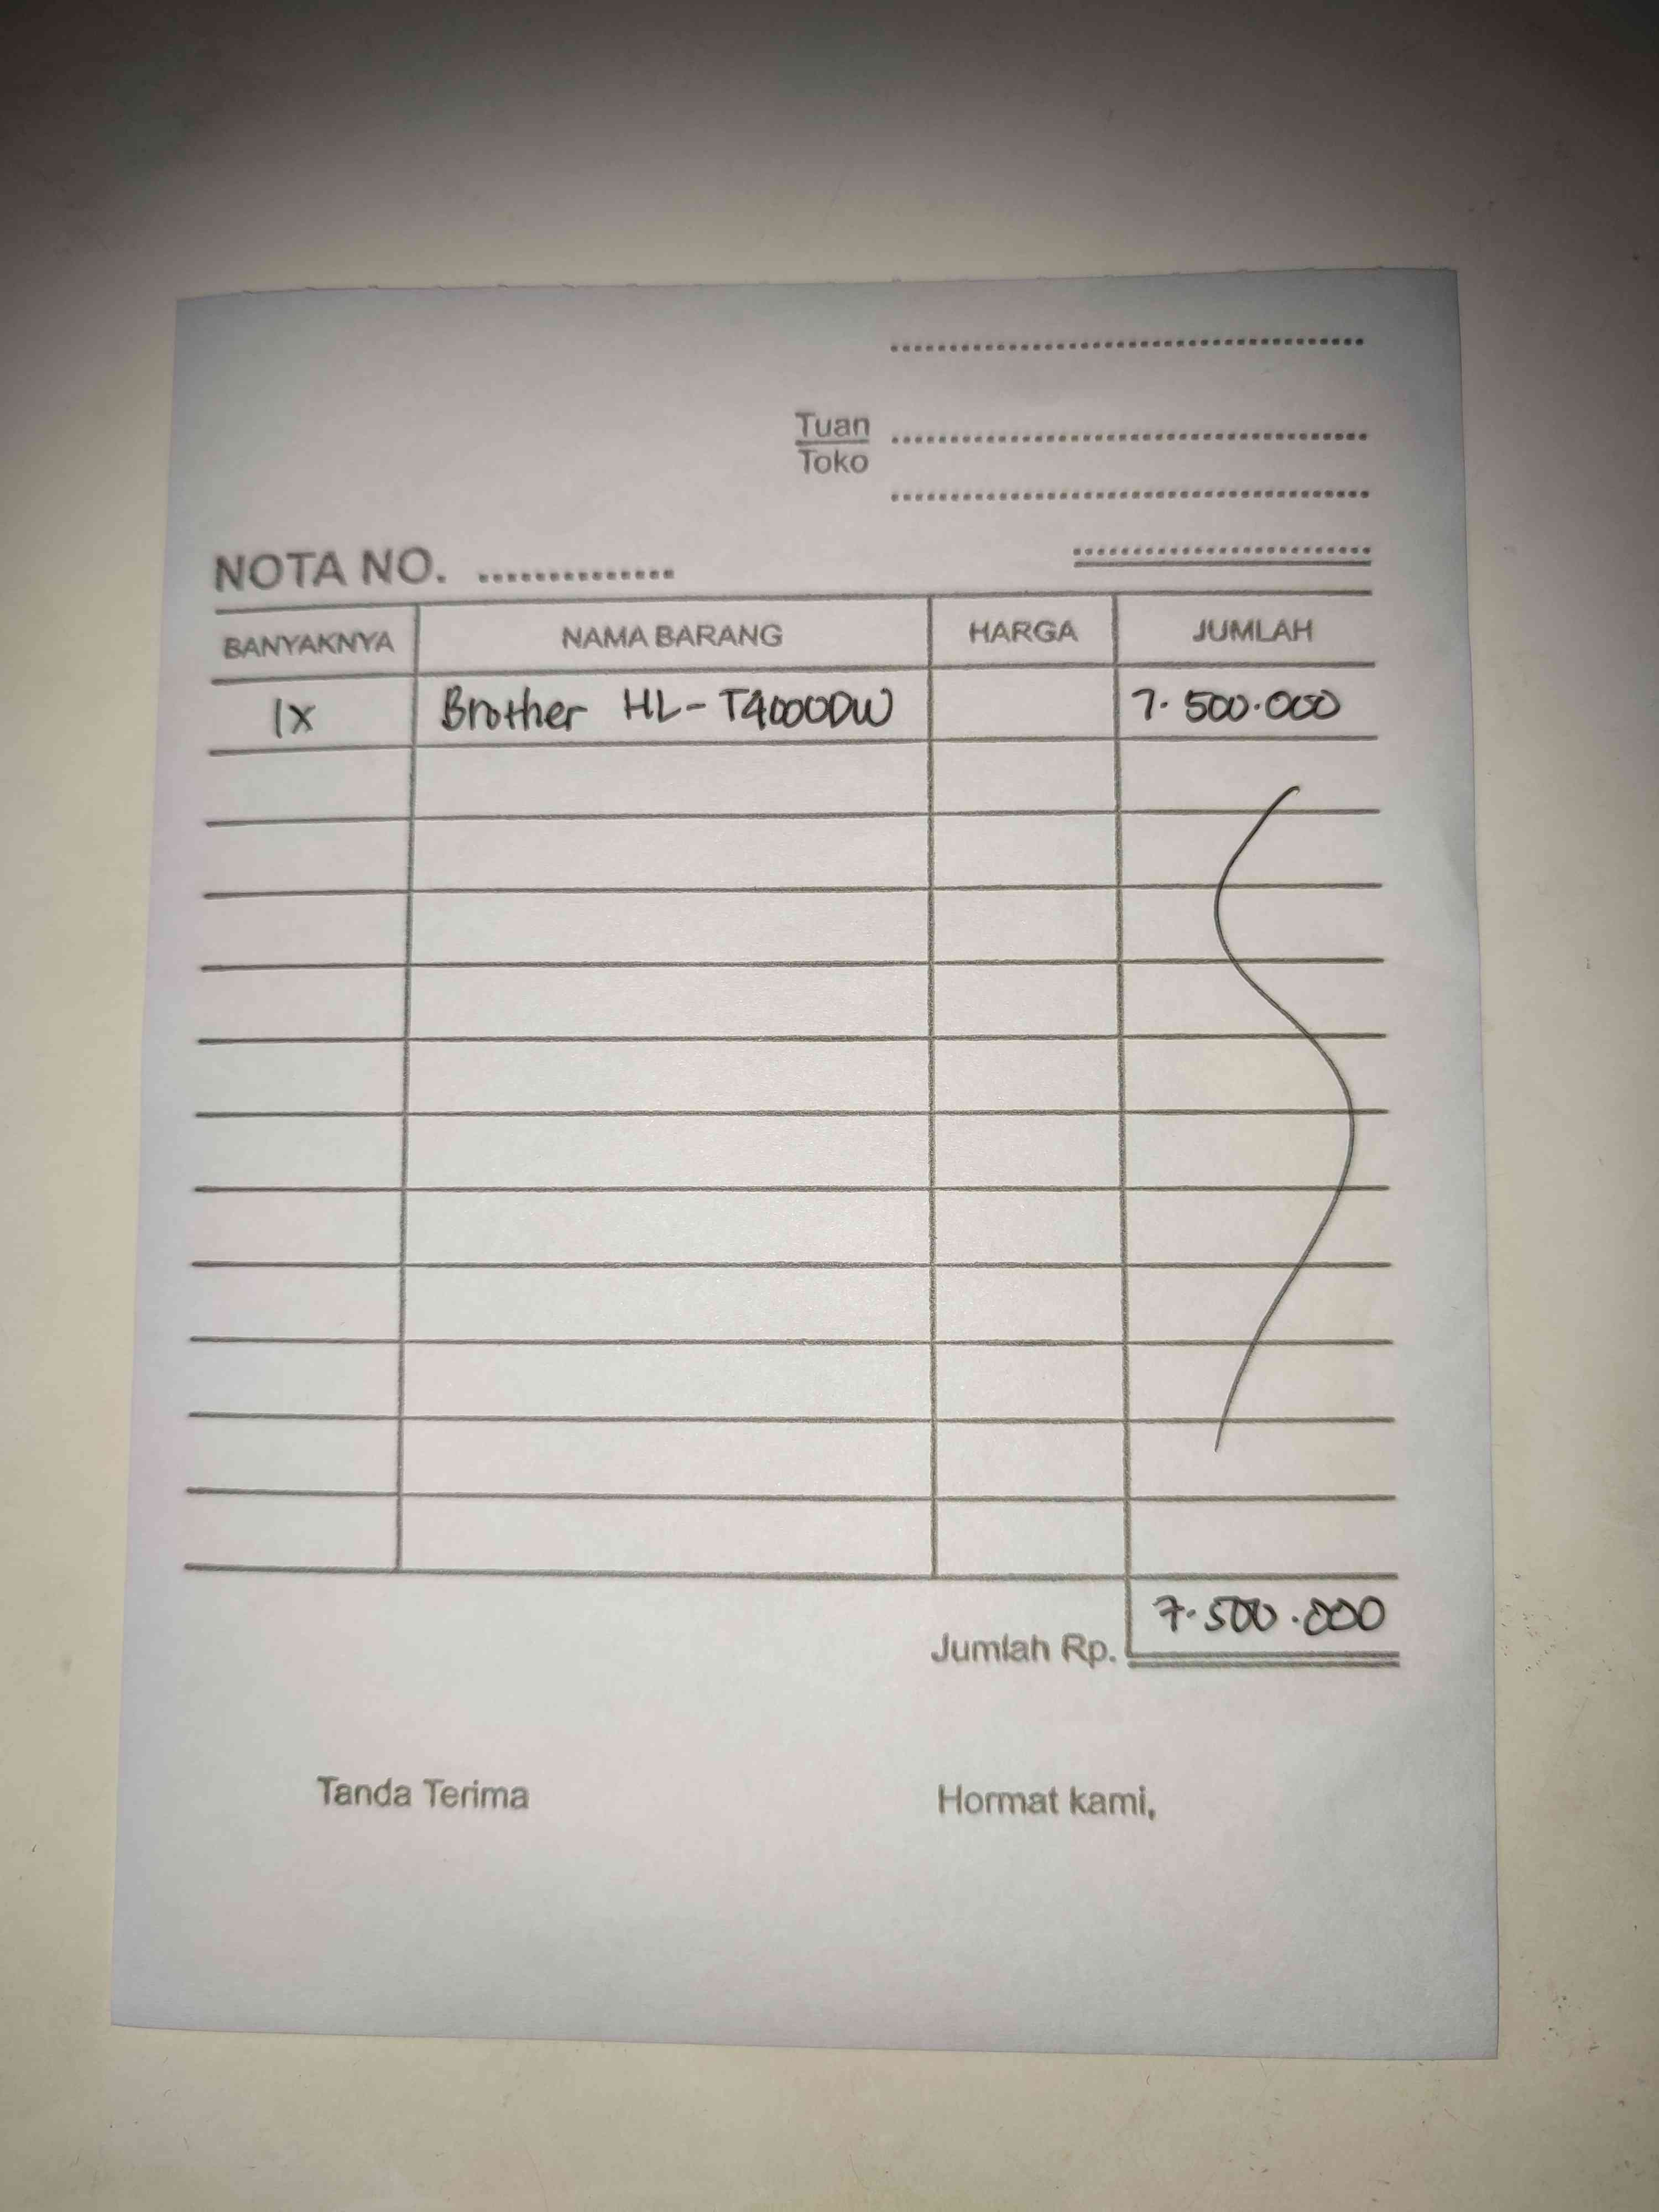 Tuan
Toko
NOTA NO. ..............
BANYAKNYA NAMA BARANG HARGA JUMLAH
1X Brother HL-T4000DW 7.500.000
Jumlah Rp. 7.500.000
Tanda Terima Hormat kami,